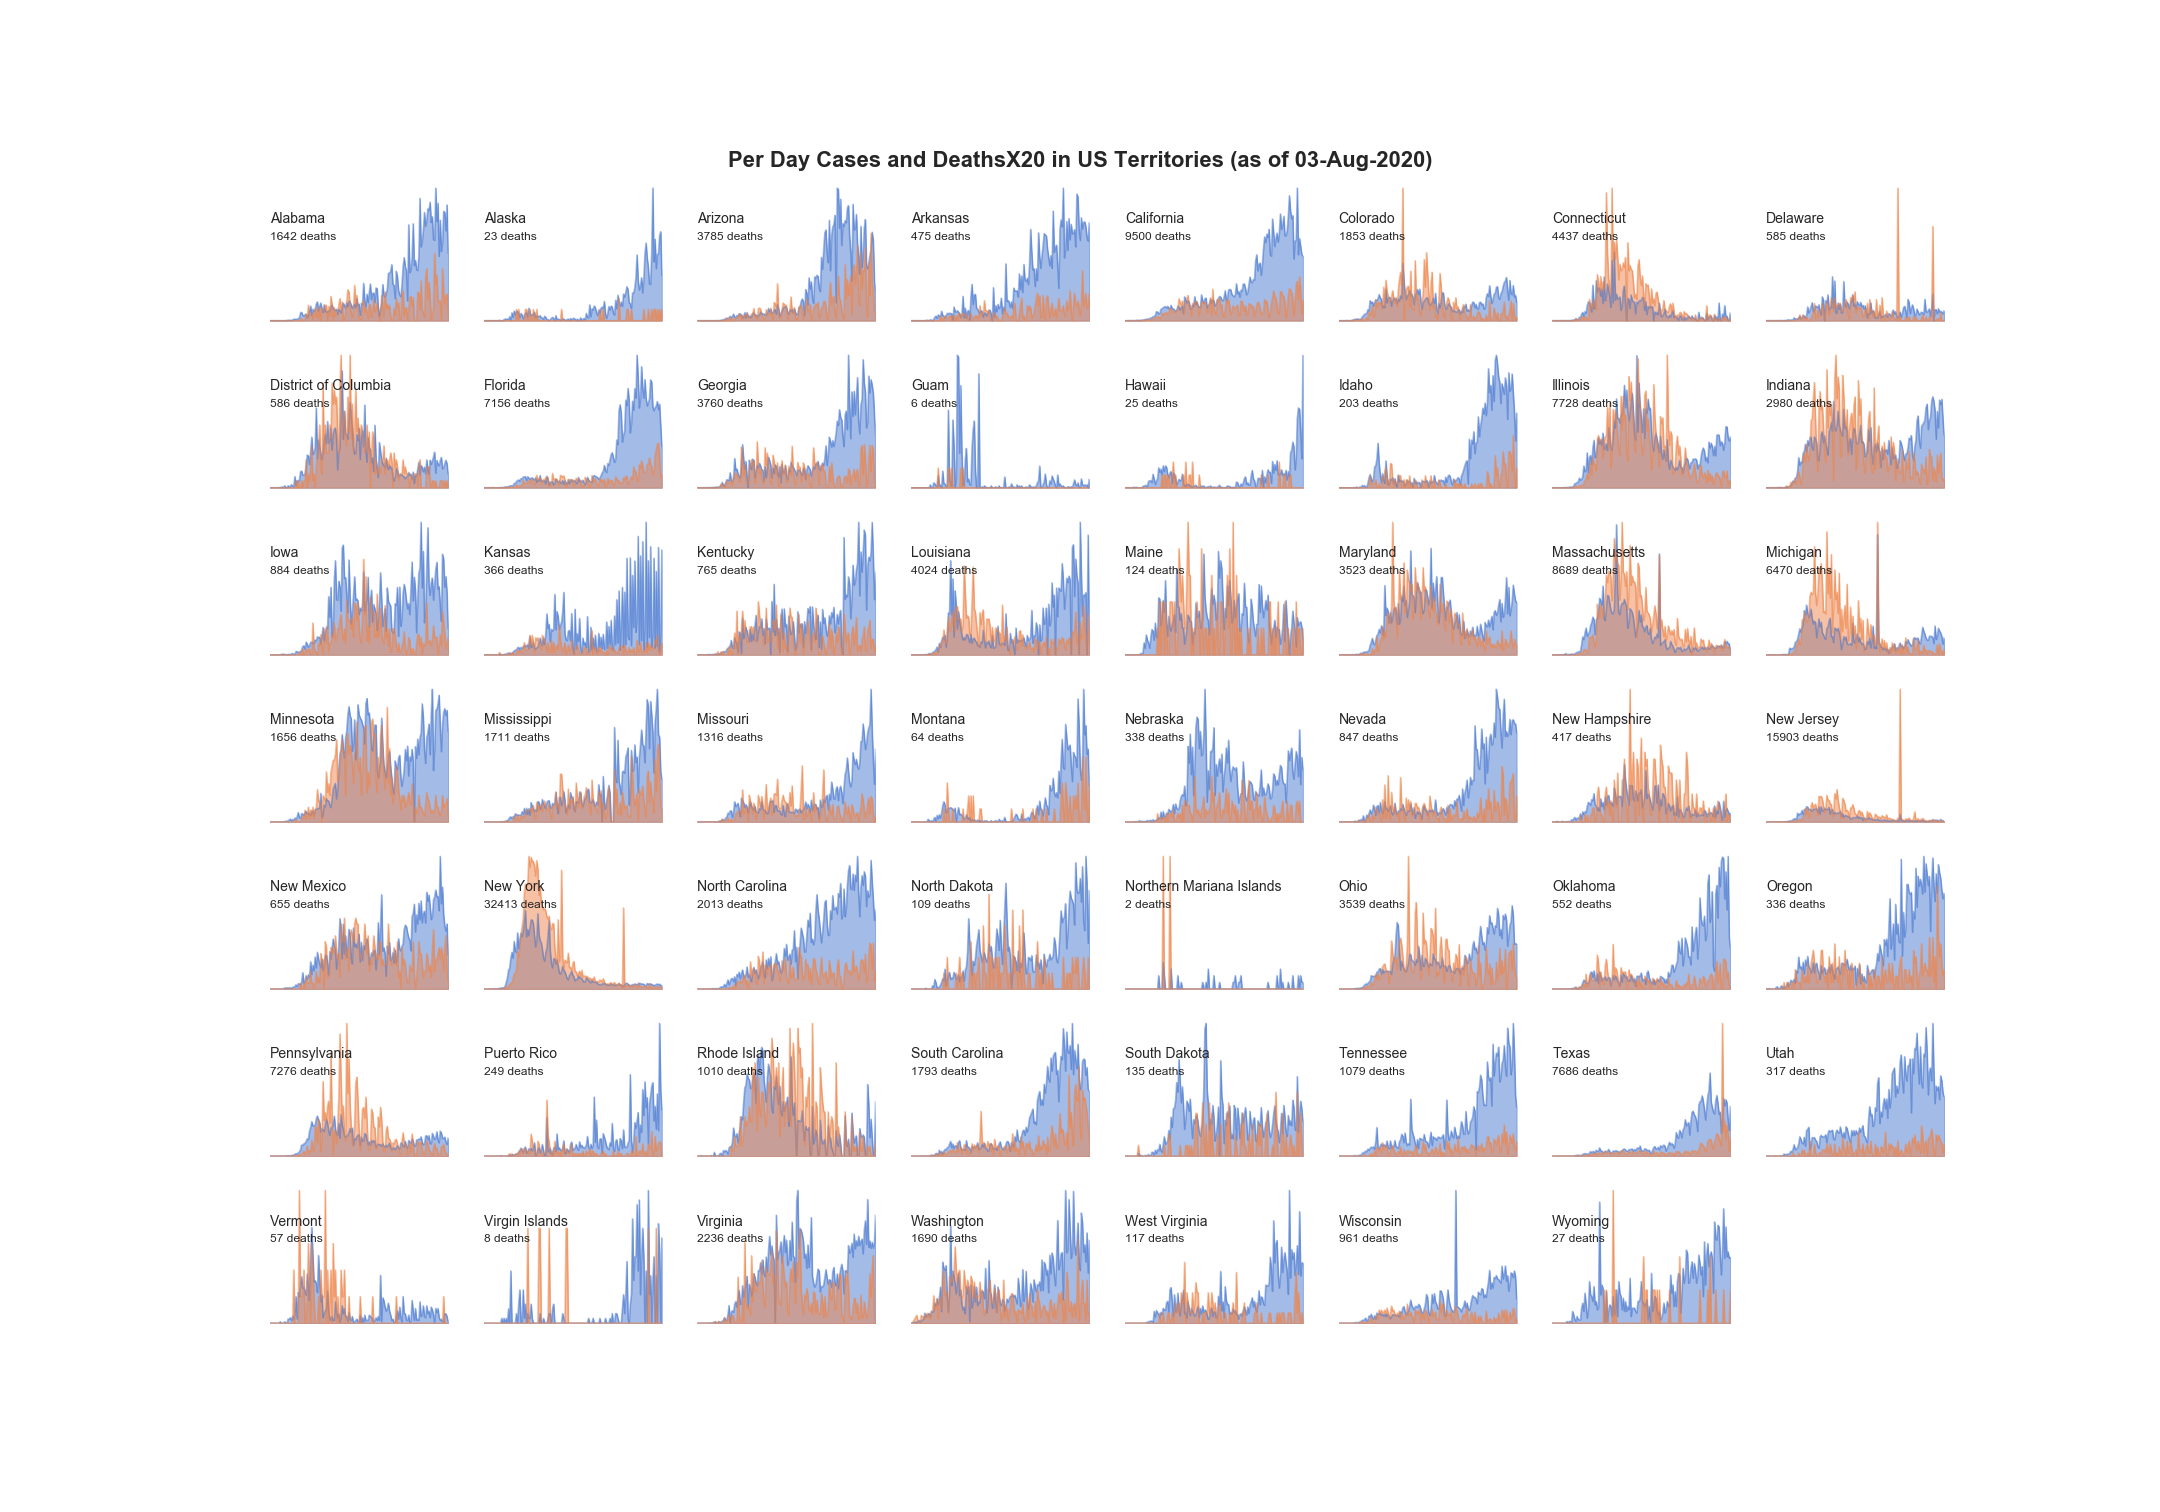 Per Day Cases and DeathsX20 in US Territories (as of 03-Aug-2020)
Alabama
1642 deaths
Alaska
23 deaths
Arizona
3785 deaths
Arkansas
475 deaths
California
9500 deaths
Colorado
1853 deaths
Connecticut
4437 deaths
Delaware
585 deaths
District of Columbia
586 deaths
Florida
7156 deaths
Georgia
3760 deaths
Guam
6 deaths
Hawaii
25 deaths
Idaho
203 deaths
Illinois
7728 deaths
Indiana
2980 deaths
Iowa
884 deaths
Kansas
366 deaths
Kentucky
765 deaths
Louisiana
4024 deaths
Maine
124 deaths
Maryland
3523 deaths
Massachusetts
8689 deaths
Michigan
6470 deaths
Minnesota
1656 deaths
Mississippi
1711 deaths
Missouri
1316 deaths
Montana
64 deaths
Nebraska
338 deaths
Nevada
847 deaths
New Hampshire
417 deaths
New Jersey
15903 deaths
New Mexico
655 deaths
New York
32413 deaths
North Carolina
2013 deaths
North Dakota
109 deaths
Northern Mariana Islands
2 deaths
Ohio
3539 deaths
Oklahoma
552 deaths
Oregon
336 deaths
Pennsylvania
7276 deaths
Puerto Rico
249 deaths
Rhode Island
1010 deaths
South Carolina
1793 deaths
South Dakota
135 deaths
Tennessee
1079 deaths
Texas
7686 deaths
Utah
317 deaths
Vermont
57 deaths
Virgin Islands
8 deaths
Virginia
2236 deaths
Washington
1690 deaths
West Virginia
117 deaths
Wisconsin
961 deaths
Wyoming
27 deaths